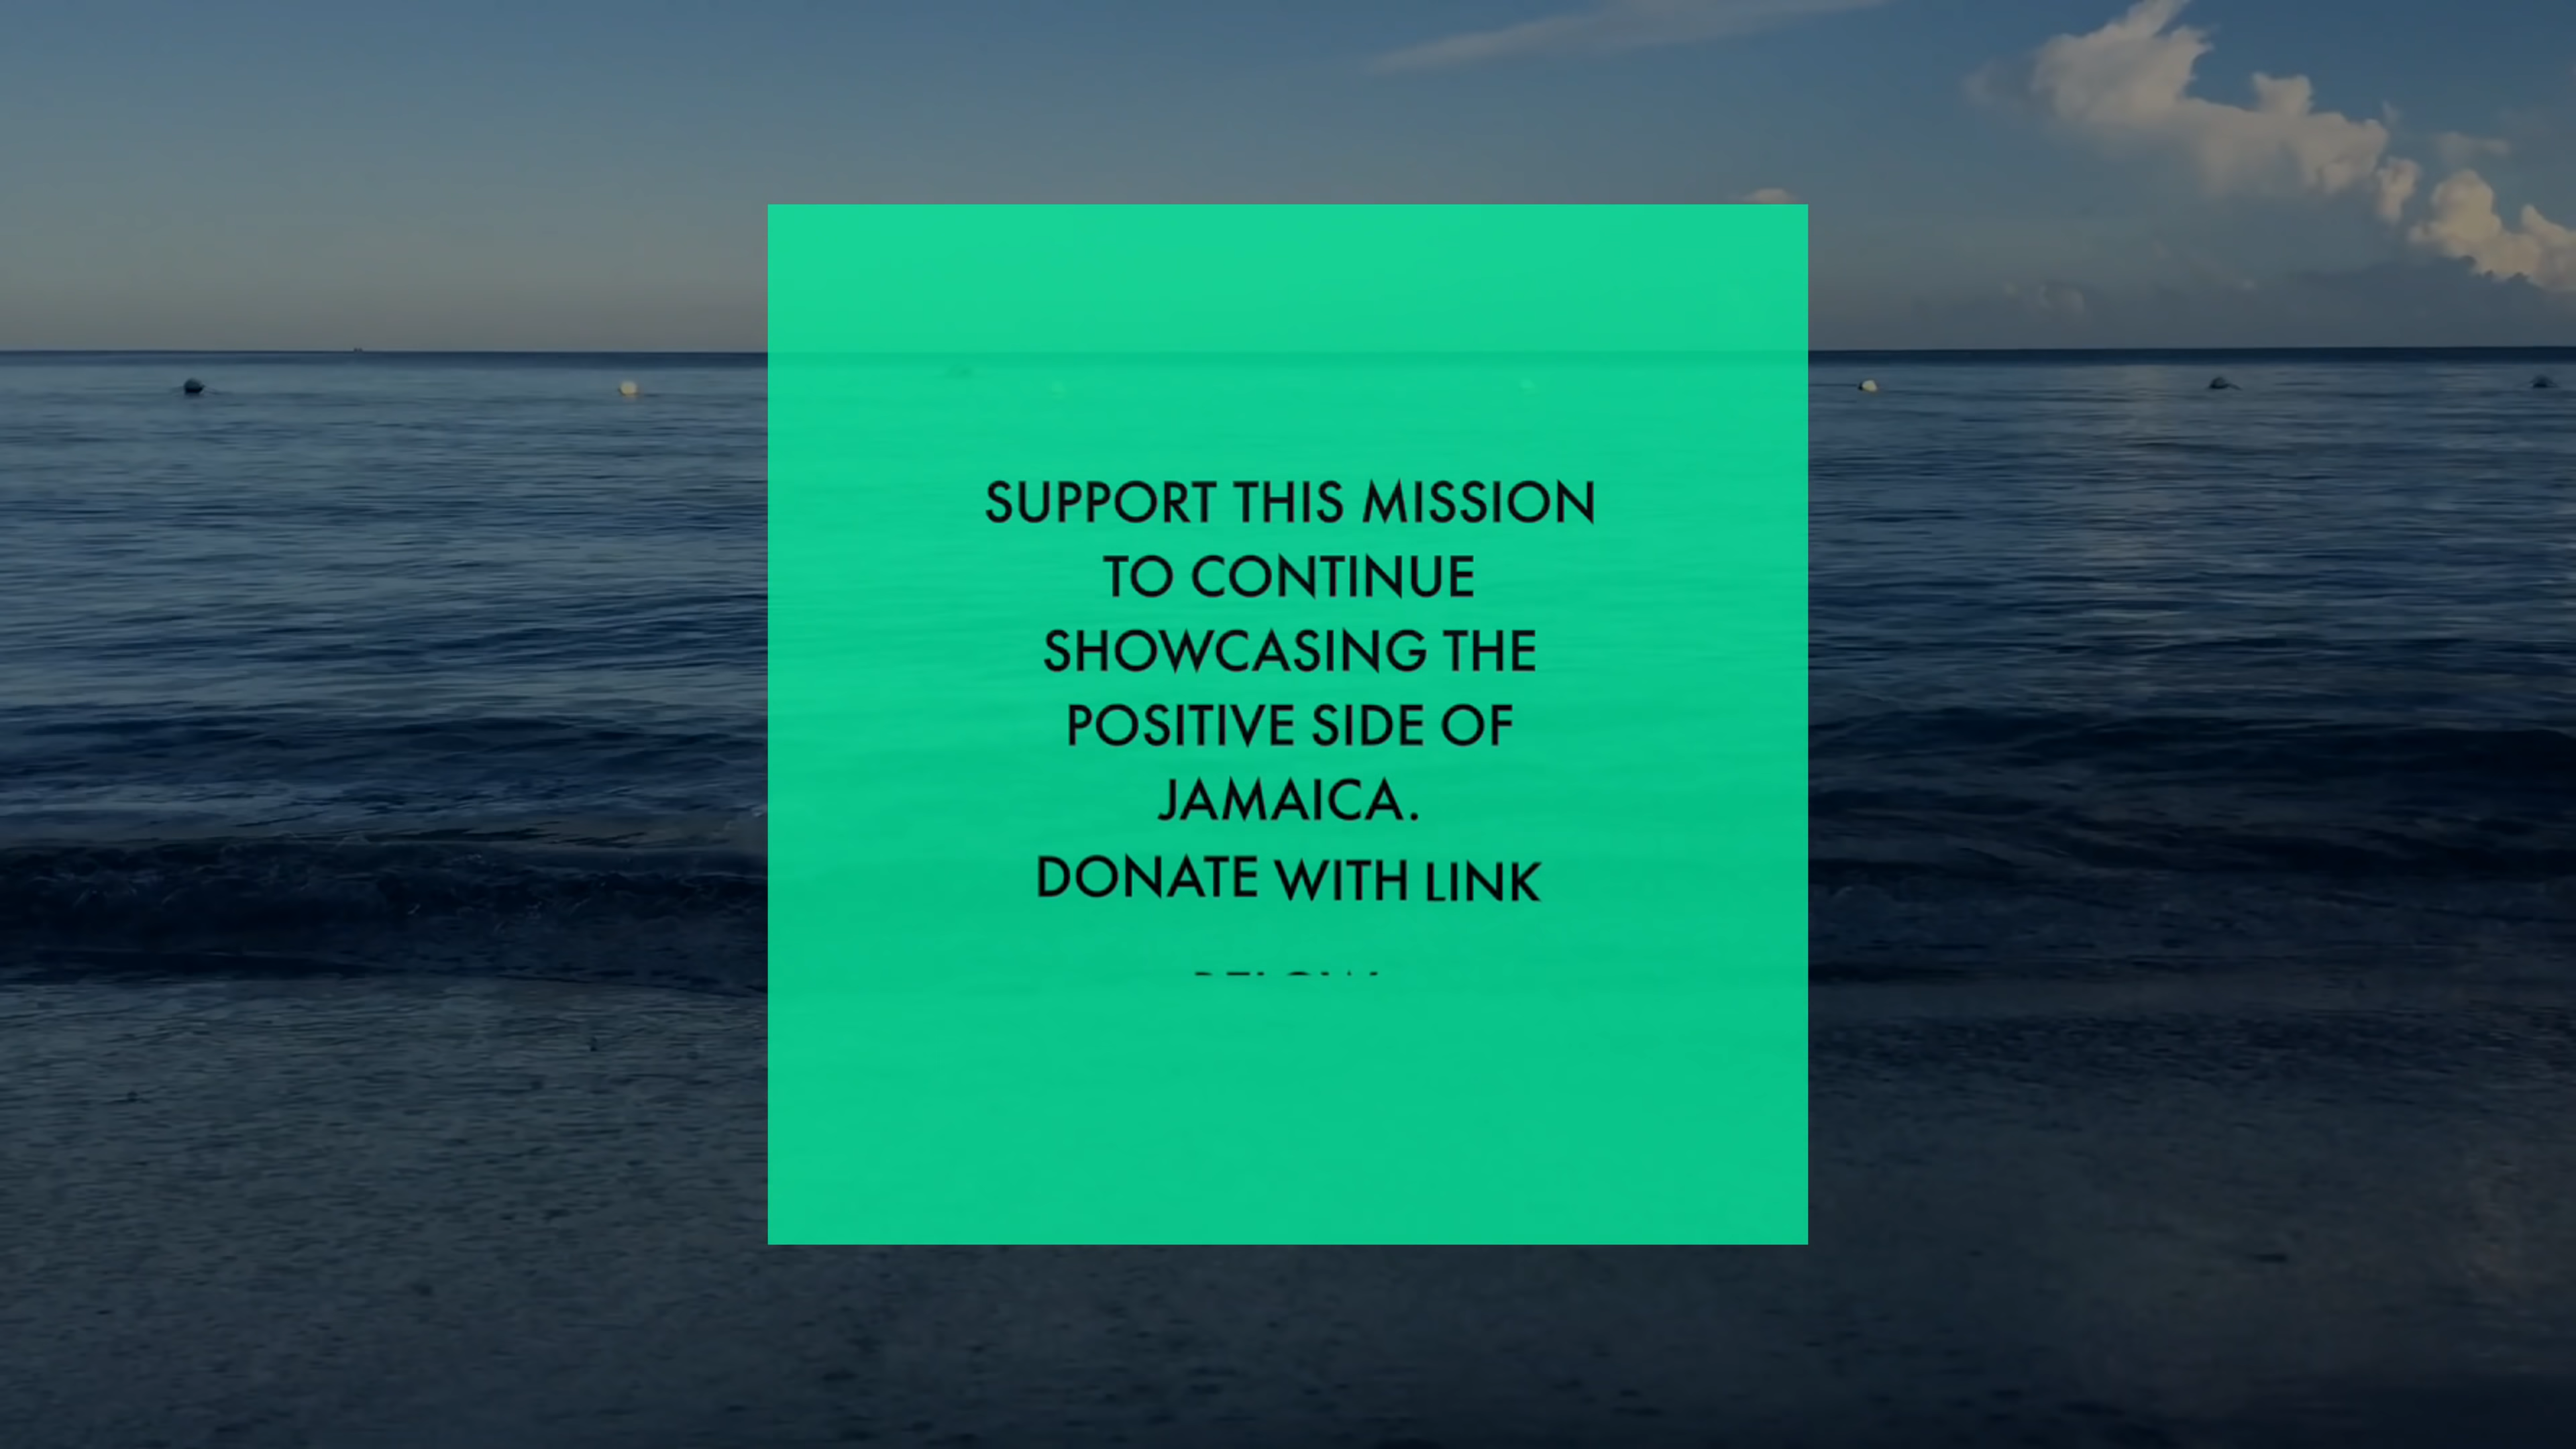 SUPPORT THIS MISSION
TO CONTINUE
SHOWCASING THE
POSITIVE SIDE OF
JAMAICA.
DONATE WITH LINK